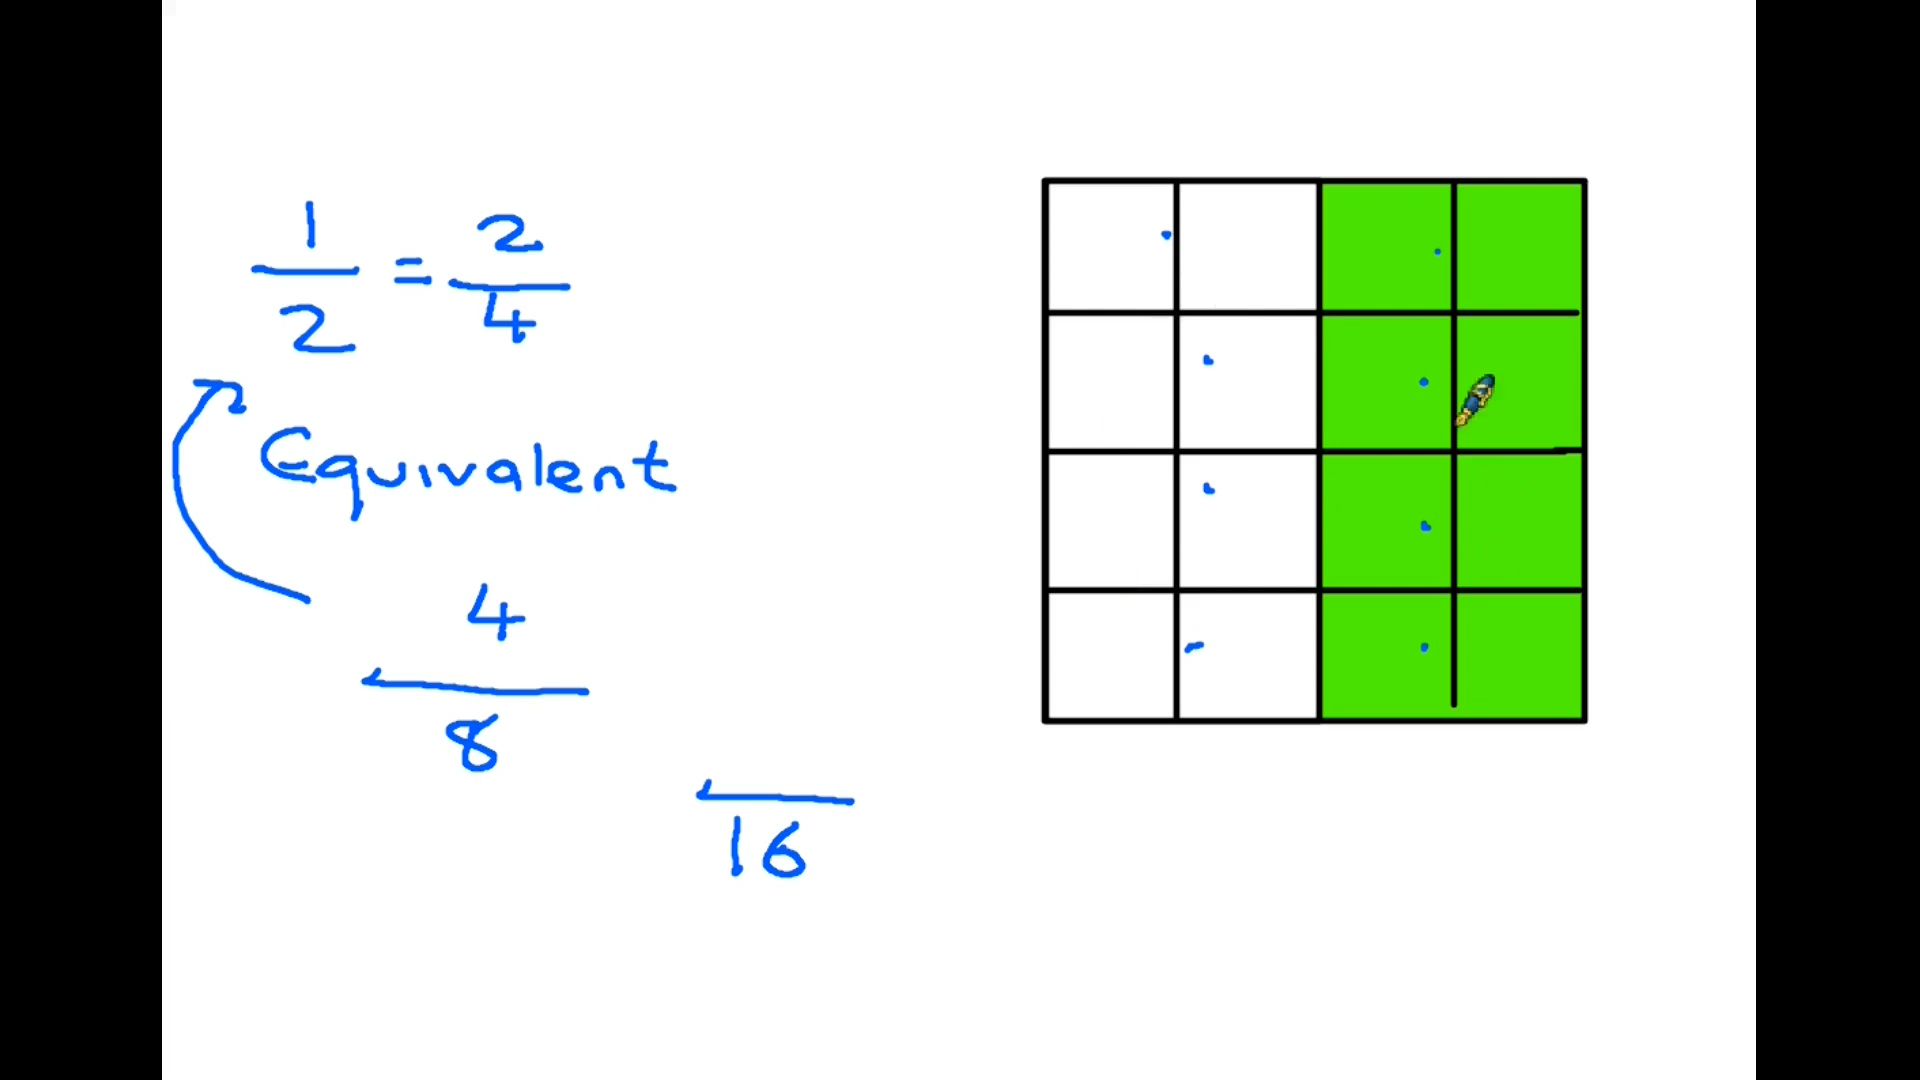 1/2 = 2/4
Equivalent
4/8
/16